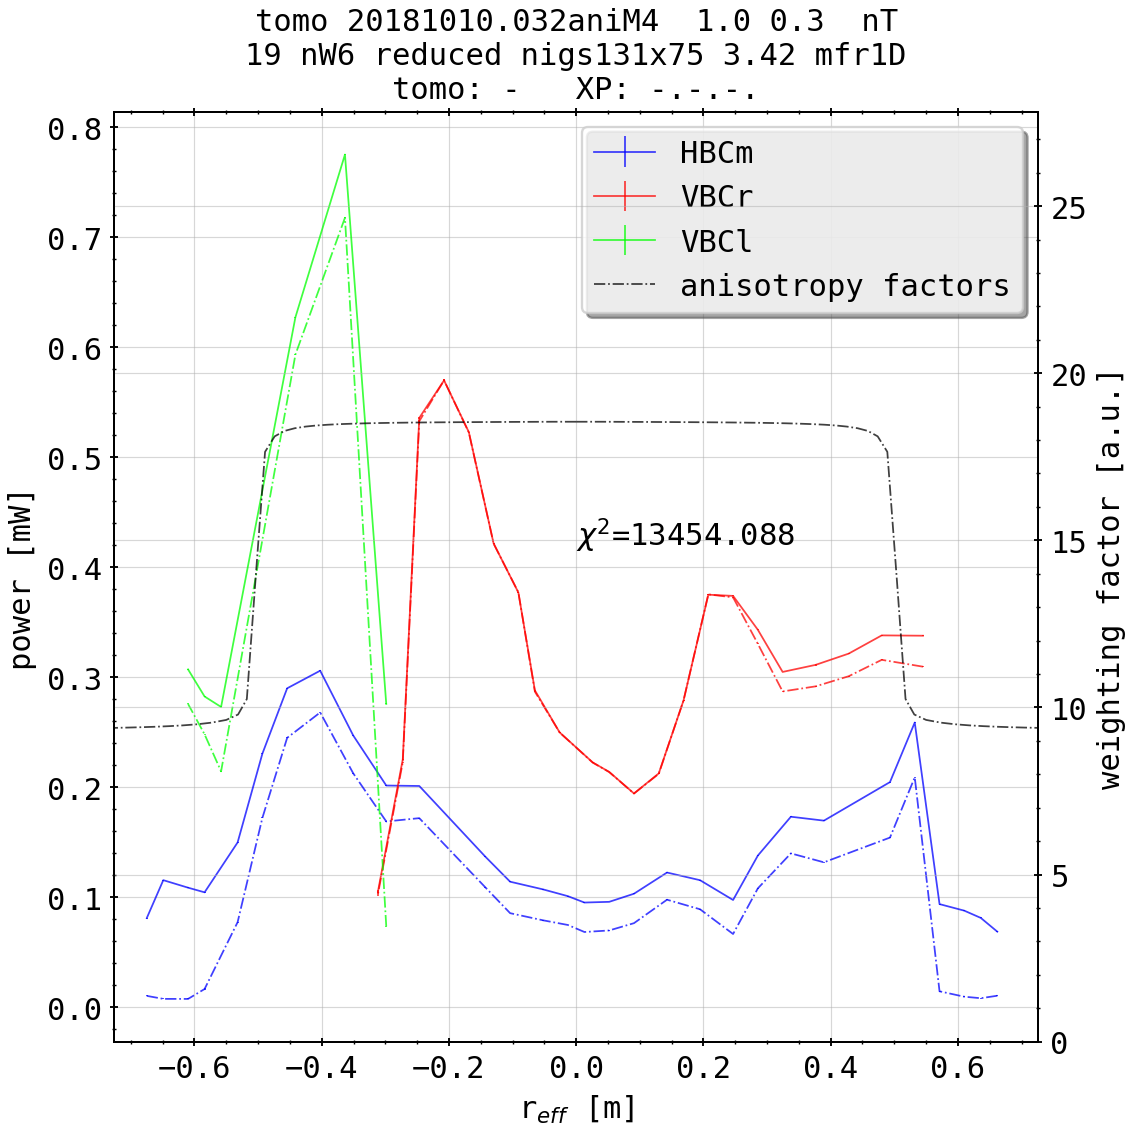 tomo 20181010.032aniM4  1.0 0.3  nT
19 nW6 reduced nigs131x75 3.42 mfr1D
tomo: -   XP: -.-.-.
HBCm
VBCr
VBCl
anisotropy factors
χ²=13454.088
power [mW]
0.8
0.7
0.6
0.5
0.4
0.3
0.2
0.1
0.0
25
20
15
10
5
0
weighting factor [a.u.]
−0.6 −0.4 −0.2 0.0 0.2 0.4 0.6
r_eff [m]